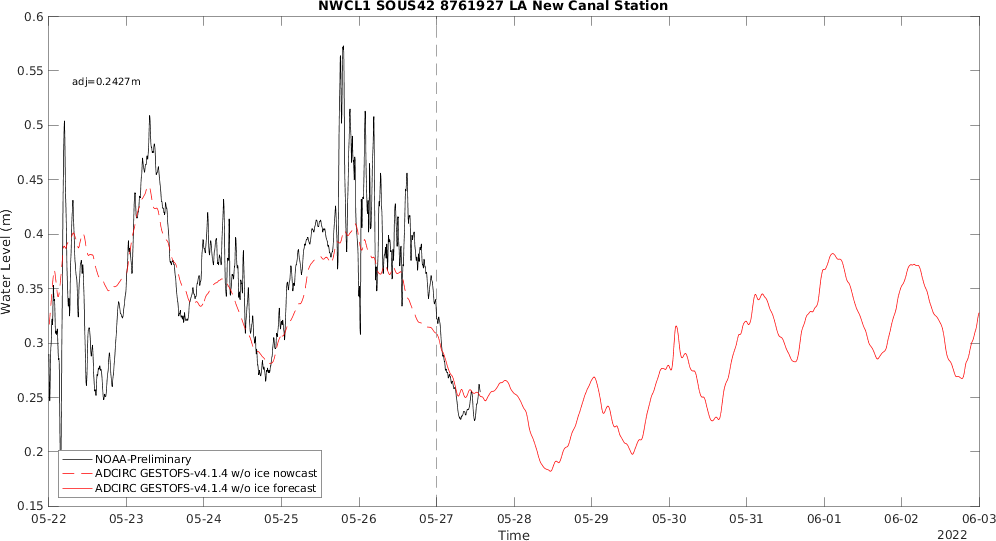 NWCL1 SOUS42 8761927 LA New Canal Station
0.6
0.55
0.5
0.45
0.4
0.35
0.3
0.25
0.2
0.15
Water Level (m)
adj=0.2427m
NOAA-Preliminary
ADCIRC GESTOFS-v4.1.4 w/o ice nowcast
ADCIRC GESTOFS-v4.1.4 w/o ice forecast
05-22 05-23 05-24 05-25 05-26 05-27 05-28 05-29 05-30 05-31 06-01 06-02 06-03
Time
2022